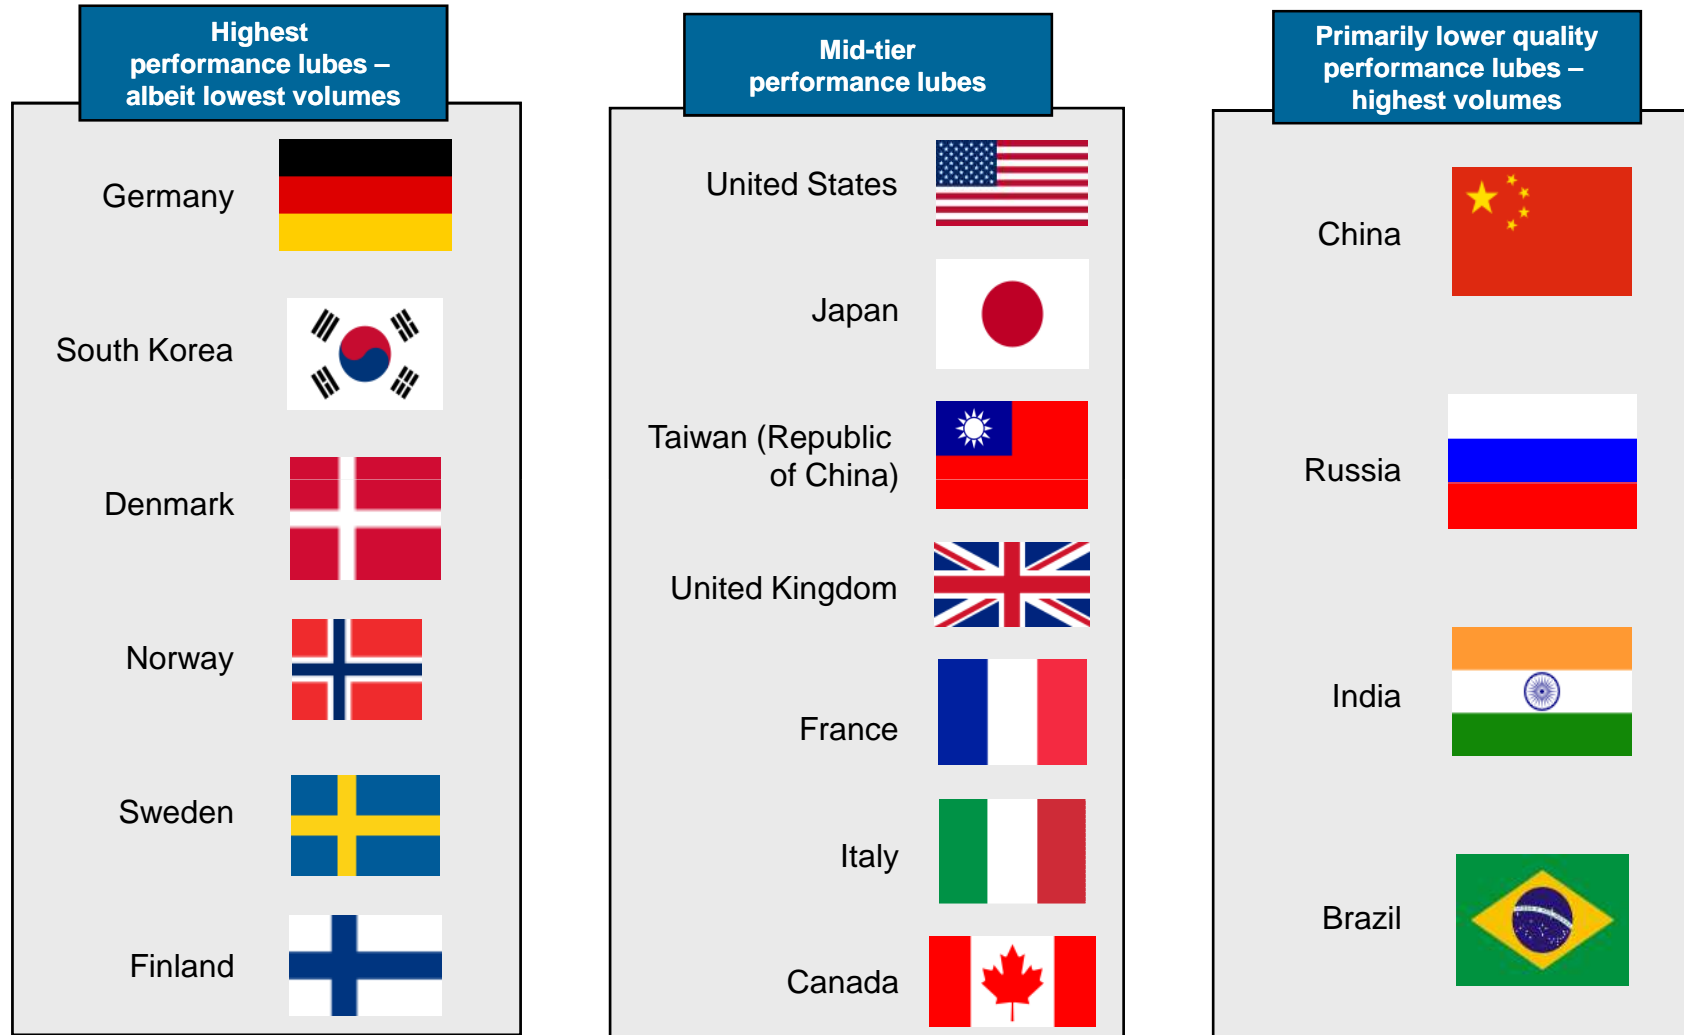 Highest
performance lubes –
albeit lowest volumes
Germany
South Korea
Denmark
Norway
Sweden
Finland
Mid-tier
performance lubes
United States
Japan
Taiwan (Republic
of China)
United Kingdom
France
Italy
Canada
Primarily lower quality
performance lubes –
highest volumes
China
Russia
India
Brazil